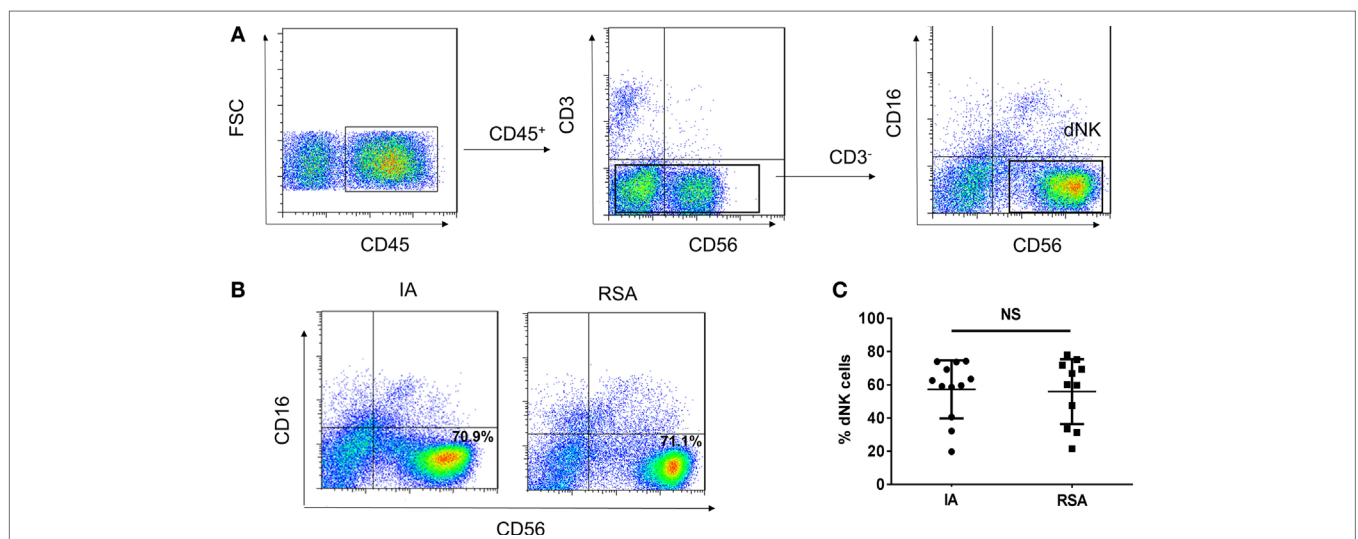 A
FSC
CD45
CD45⁺
CD3
CD56
CD3⁻
CD16
dNK
CD56
B
IA
RSA
CD16
70.9%
71.1%
CD56
C
NS
% dNK cells
100
80
60
40
20
0
IA
RSA